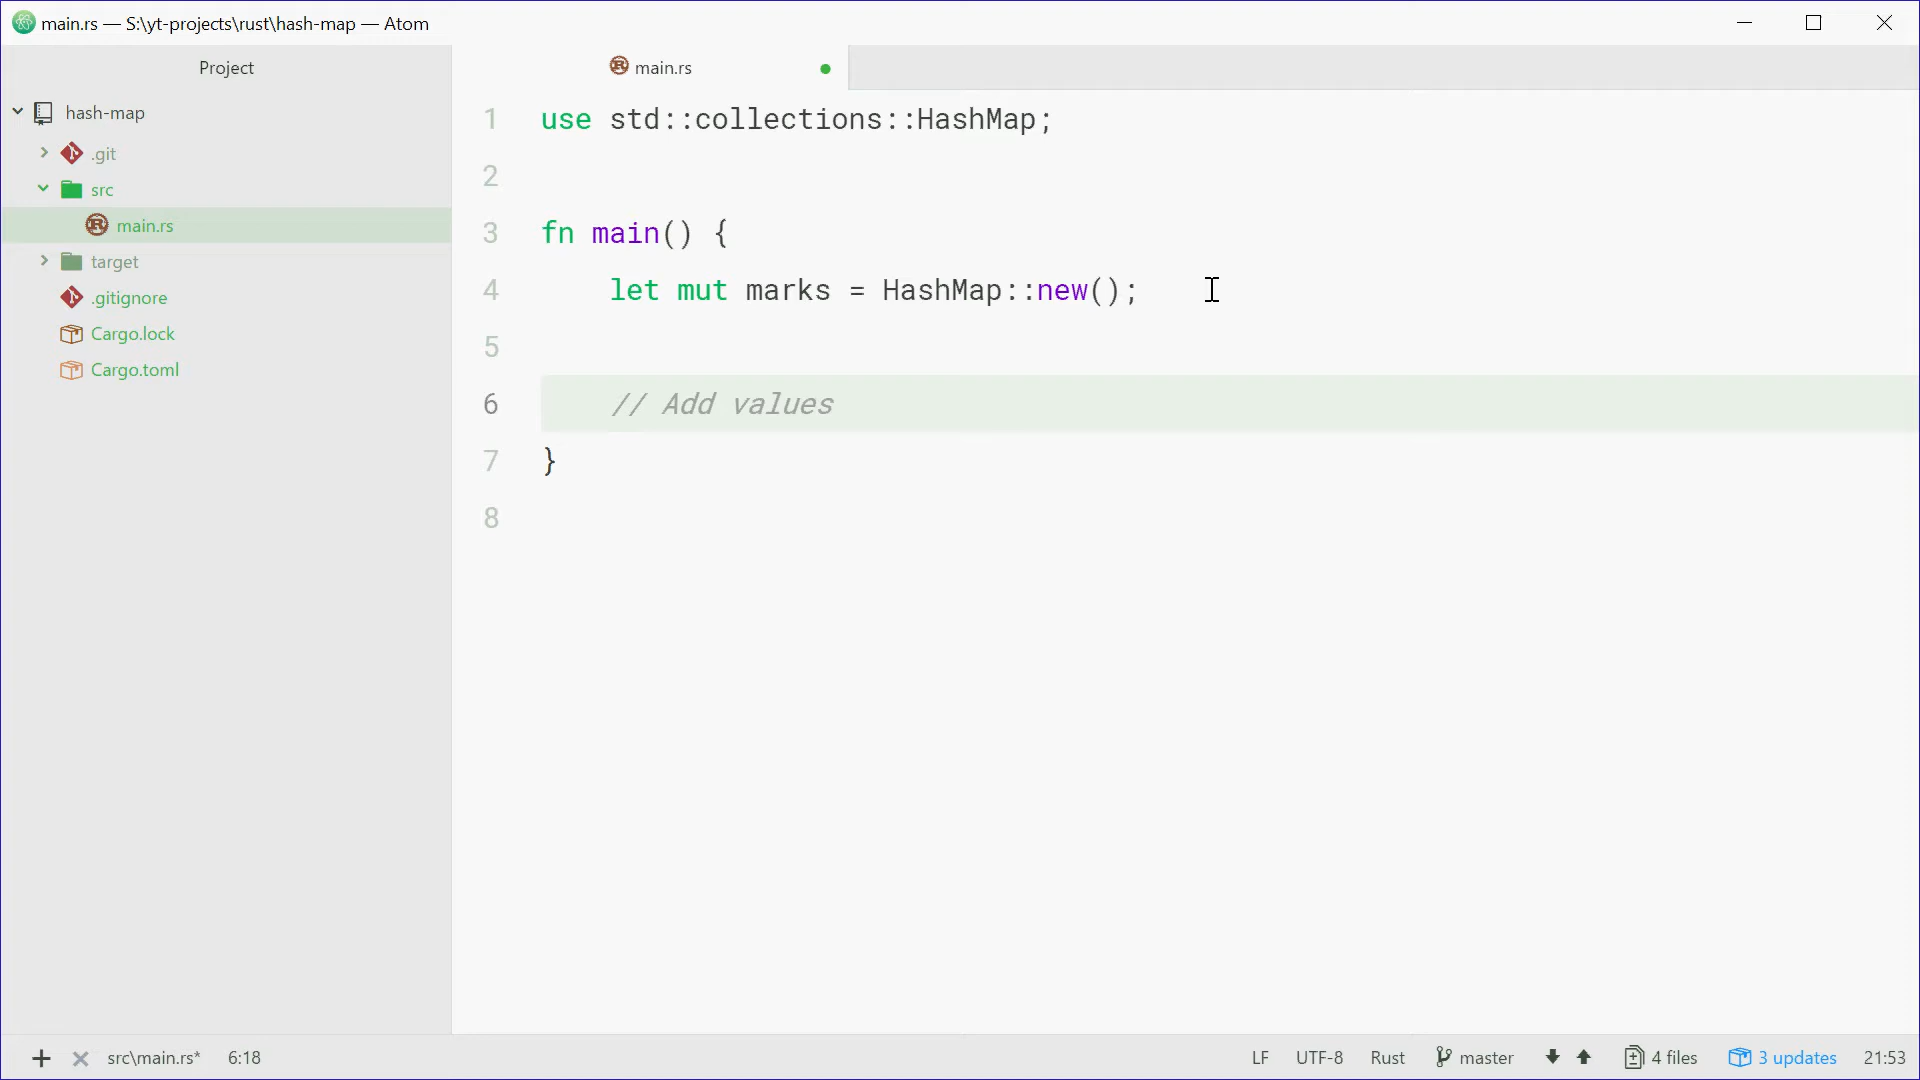 main.rs — S:\yt-projects\rust\hash-map — Atom
Project
hash-map
.git
src
main.rs
target
.gitignore
Cargo.lock
Cargo.toml
main.rs
1 use std::collections::HashMap;
2
3 fn main() {
4 let mut marks = HashMap::new();
5
6 // Add values
7 }
8
src\main.rs* 6:18 LF UTF-8 Rust master 4 files 3 updates 21:53